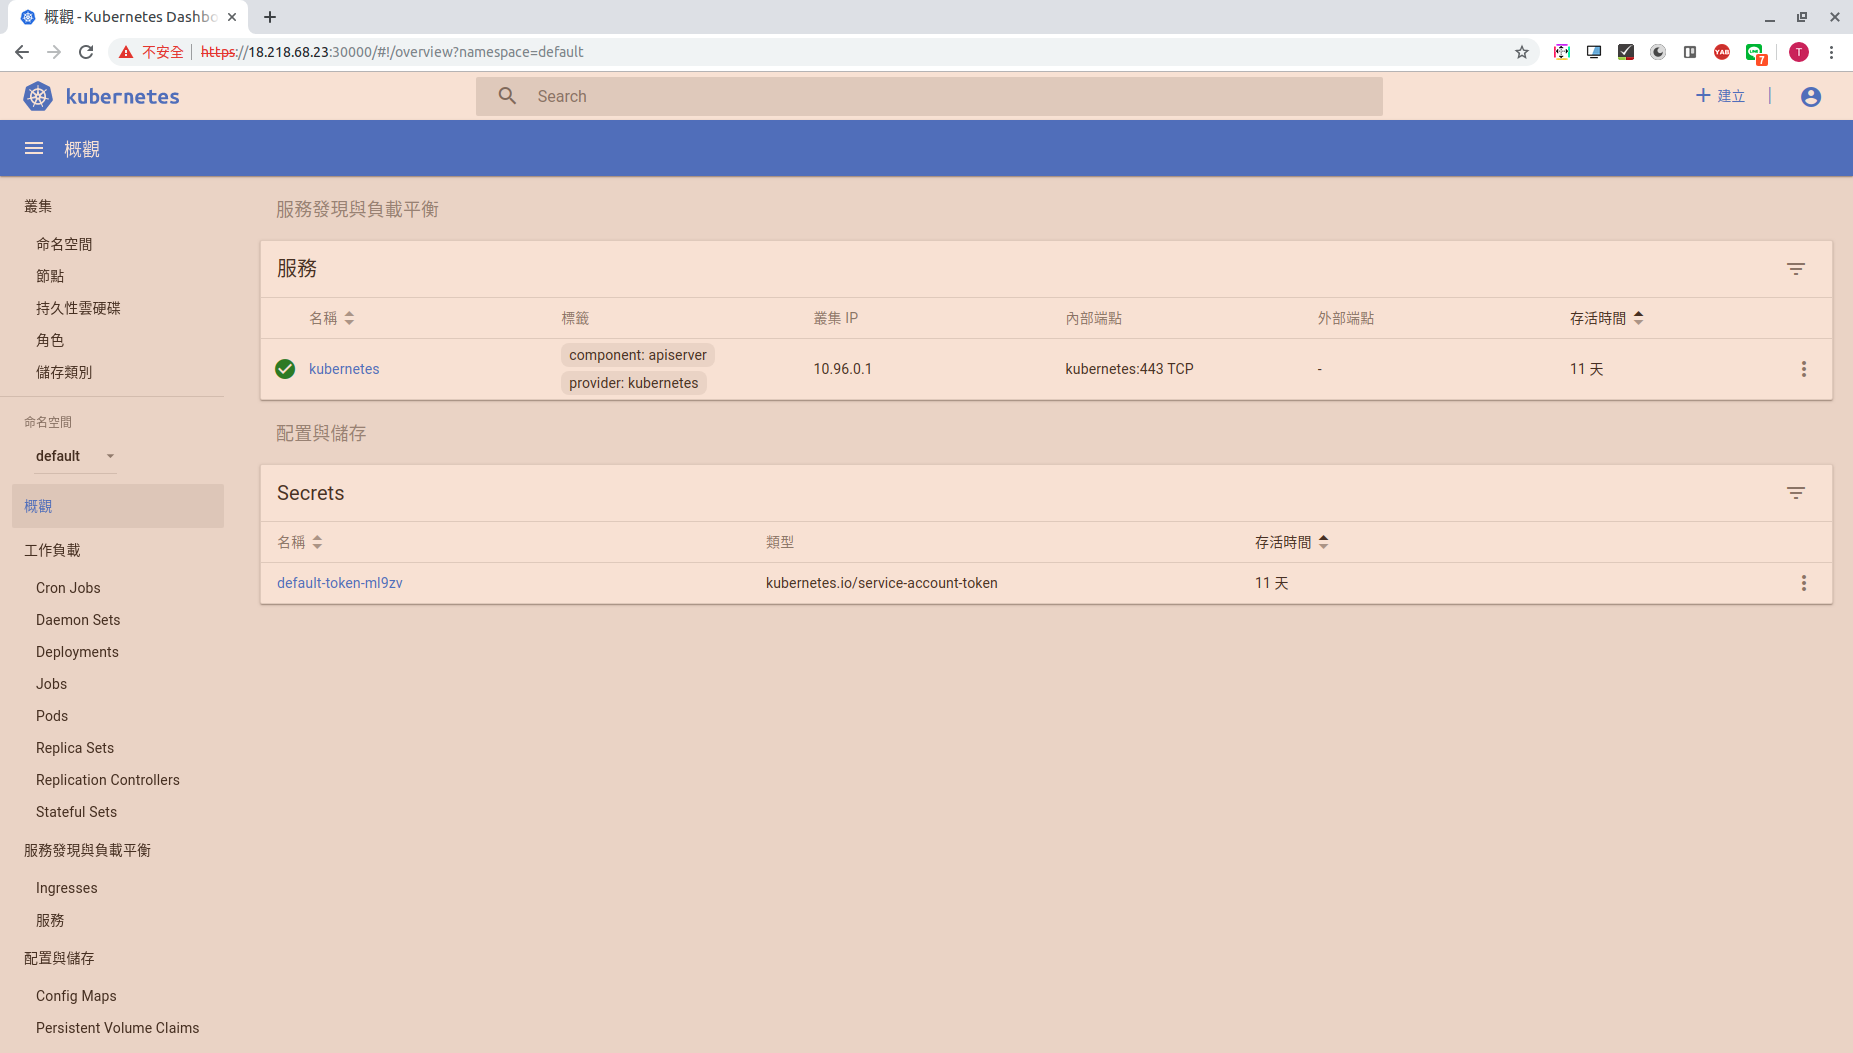 概觀 - Kubernetes Dashbo
不安全 https://18.218.68.23:30000/#!/overview?namespace=default
YAB
7
T
kubernetes
Search
建立
概觀
叢集
命名空間
節點
持久性雲硬碟
角色
儲存類別
命名空間
default
概觀
工作負載
Cron Jobs
Daemon Sets
Deployments
Jobs
Pods
Replica Sets
Replication Controllers
Stateful Sets
服務發現與負載平衡
Ingresses
服務
配置與儲存
Config Maps
Persistent Volume Claims
服務發現與負載平衡
服務
名稱 標籤 叢集 IP 內部端點 外部端點 存活時間
kubernetes component: apiserver provider: kubernetes 10.96.0.1 kubernetes:443 TCP - 11 天
配置與儲存
Secrets
名稱 類型 存活時間
default-token-ml9zv kubernetes.io/service-account-token 11 天